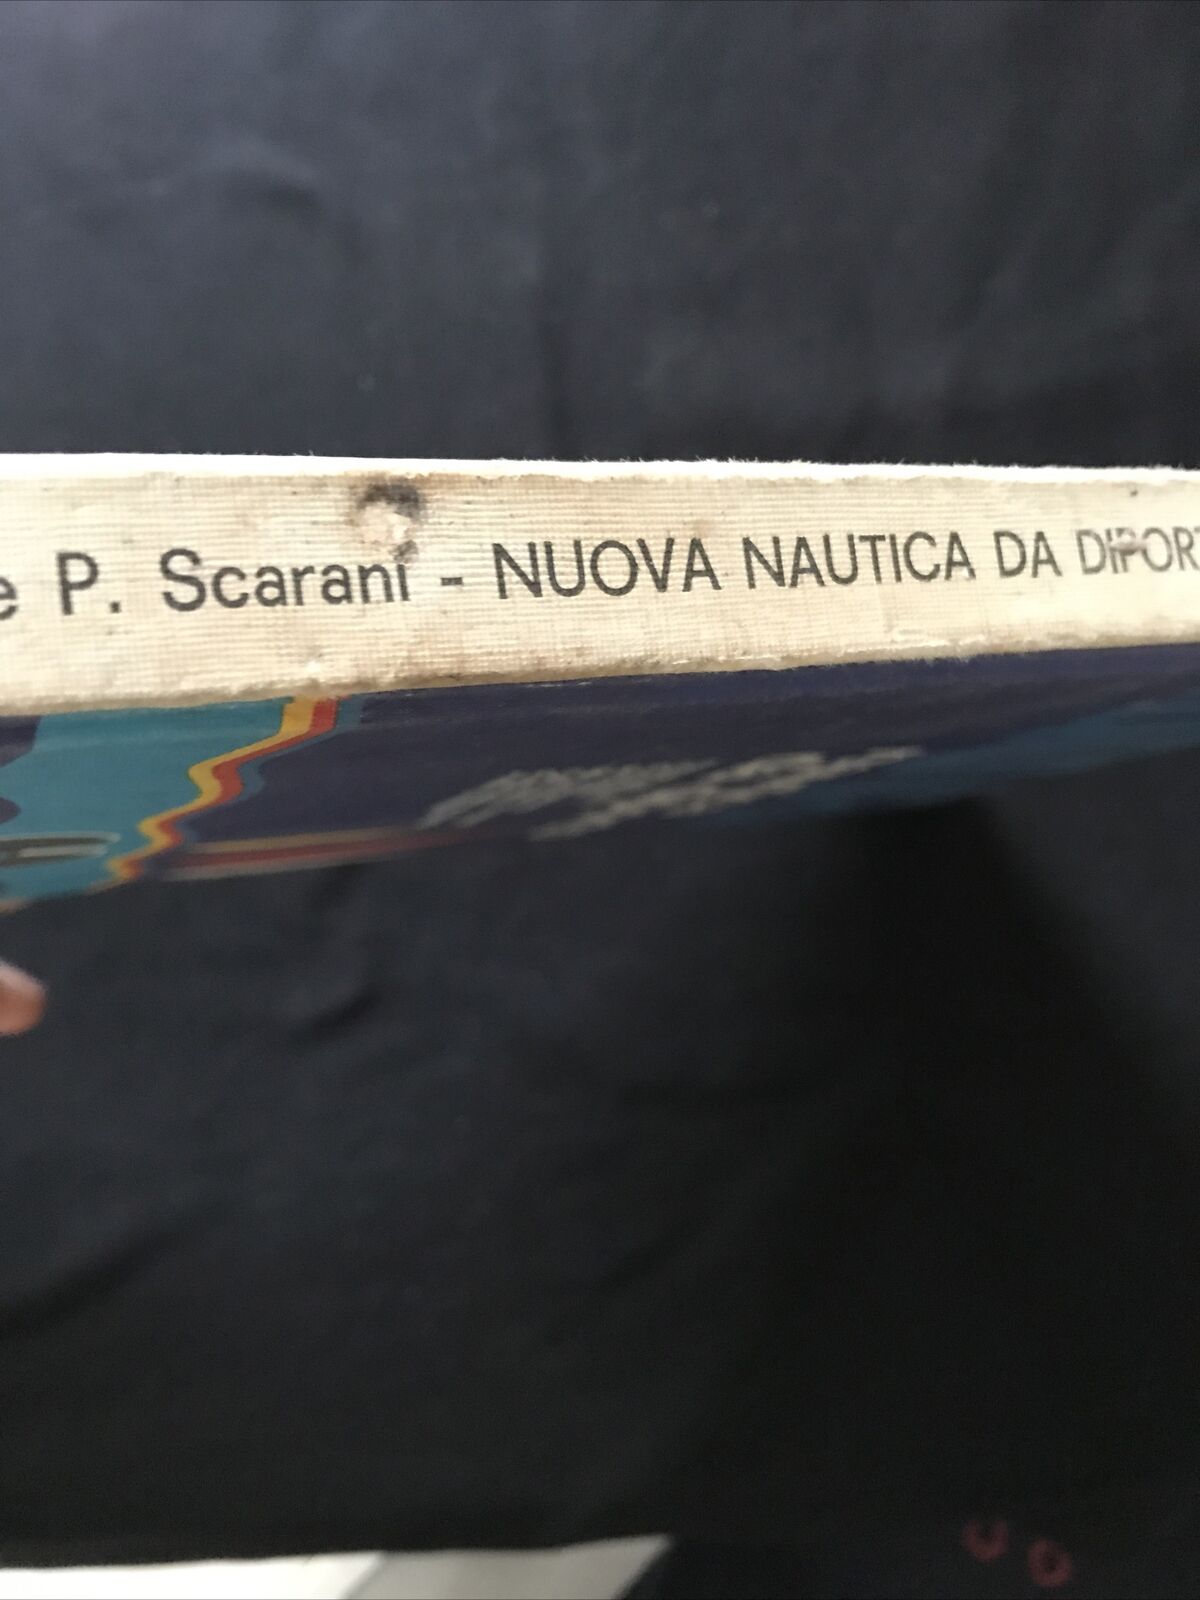 e P. Scarani - NUOVA NAUTICA DA DIPORT